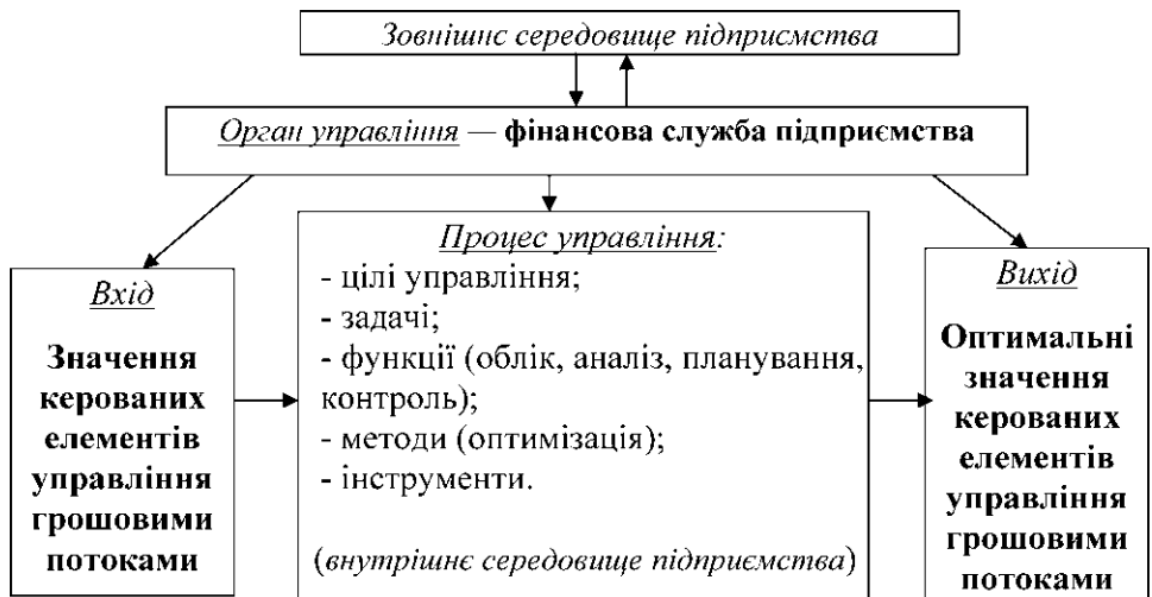 Зовнішнє середовище підприємства
Орган управління — фінансова служба підприємства
Процес управління:
- цілі управління;
- задачі;
- функції (облік, аналіз, планування,
контроль);
- методи (оптимізація);
- інструменти.
(внутрішнє середовище підприємства)
Вхід
Значення
керованих
елементів
управління
грошовими
потоками
Вихід
Оптимальні
значення
керованих
елементів
управління
грошовими
потоками